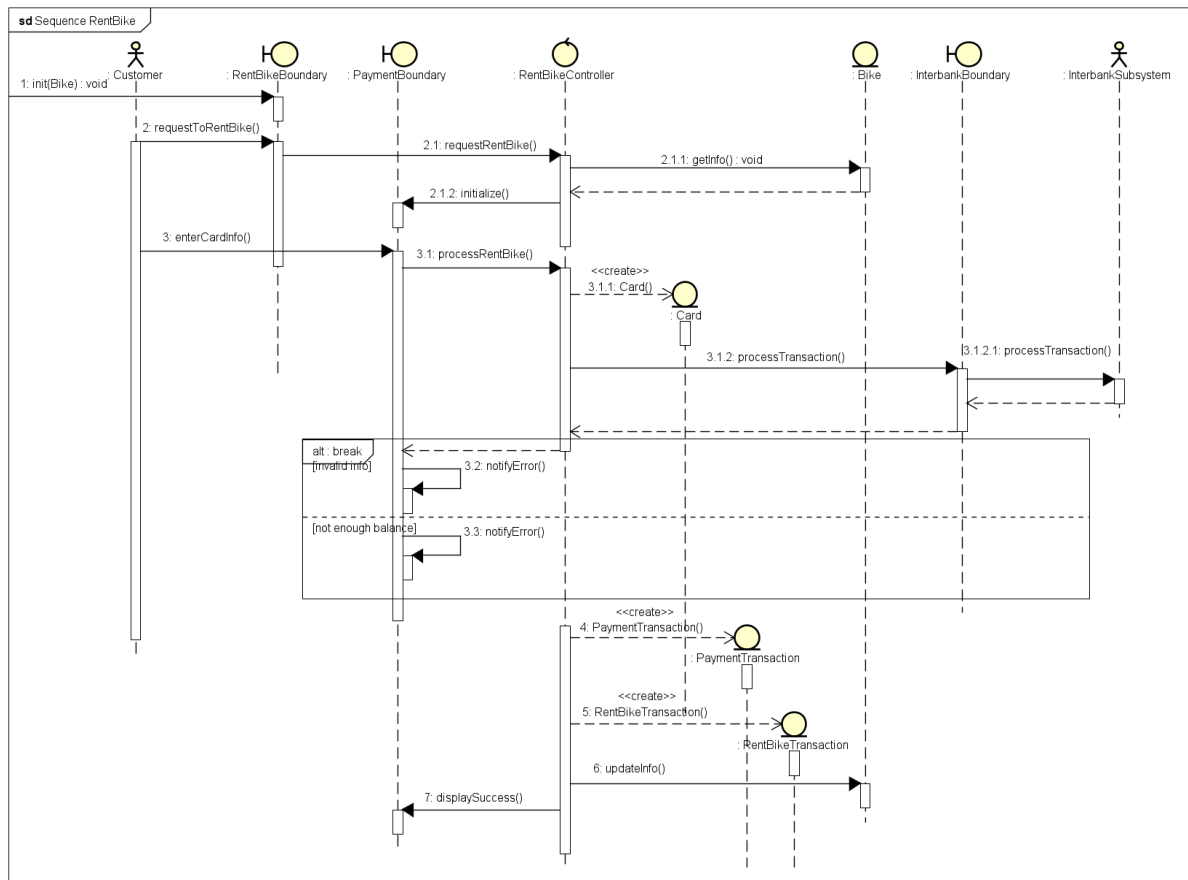 sd Sequence RentBike
: Customer
: RentBikeBoundary
: PaymentBoundary
: RentBikeController
: Bike
: InterbankBoundary
: InterbankSubsystem
1: init(Bike) : void
2: requestToRentBike()
2.1: requestRentBike()
2.1.1: getInfo() : void
2.1.2: initialize()
3: enterCardInfo()
3.1: processRentBike()
<<create>>
3.1.1: Card()
: Card
3.1.2: processTransaction()
3.1.2.1: processTransaction()
alt : break
[invalid info]
3.2: notifyError()
[not enough balance]
3.3: notifyError()
<<create>>
4: PaymentTransaction()
: PaymentTransaction
<<create>>
5: RentBikeTransaction()
: RentBikeTransaction
6: updateInfo()
7: displaySuccess()